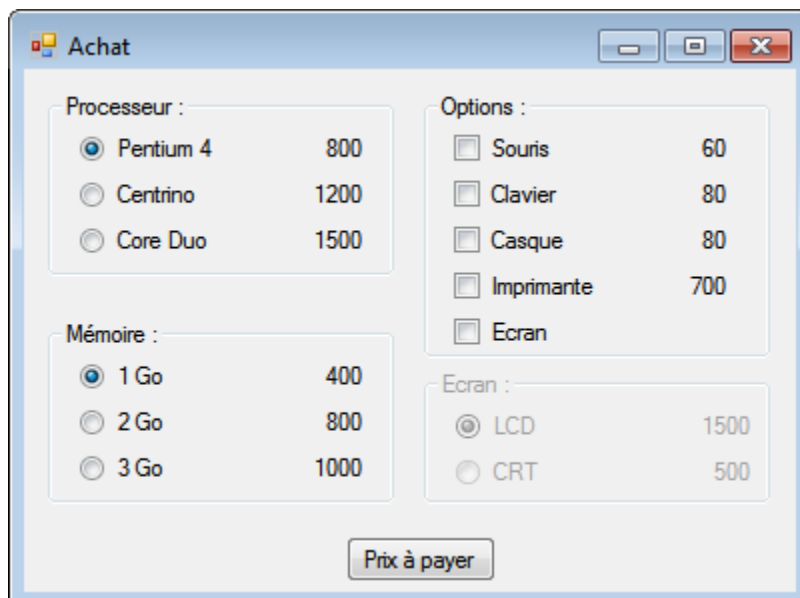 Achat
Processeur :
Pentium 4 800
Centrino 1200
Core Duo 1500
Mémoire :
1 Go 400
2 Go 800
3 Go 1000
Options :
Souris 60
Clavier 80
Casque 80
Imprimante 700
Ecran
Ecran :
LCD 1500
CRT 500
Prix à payer